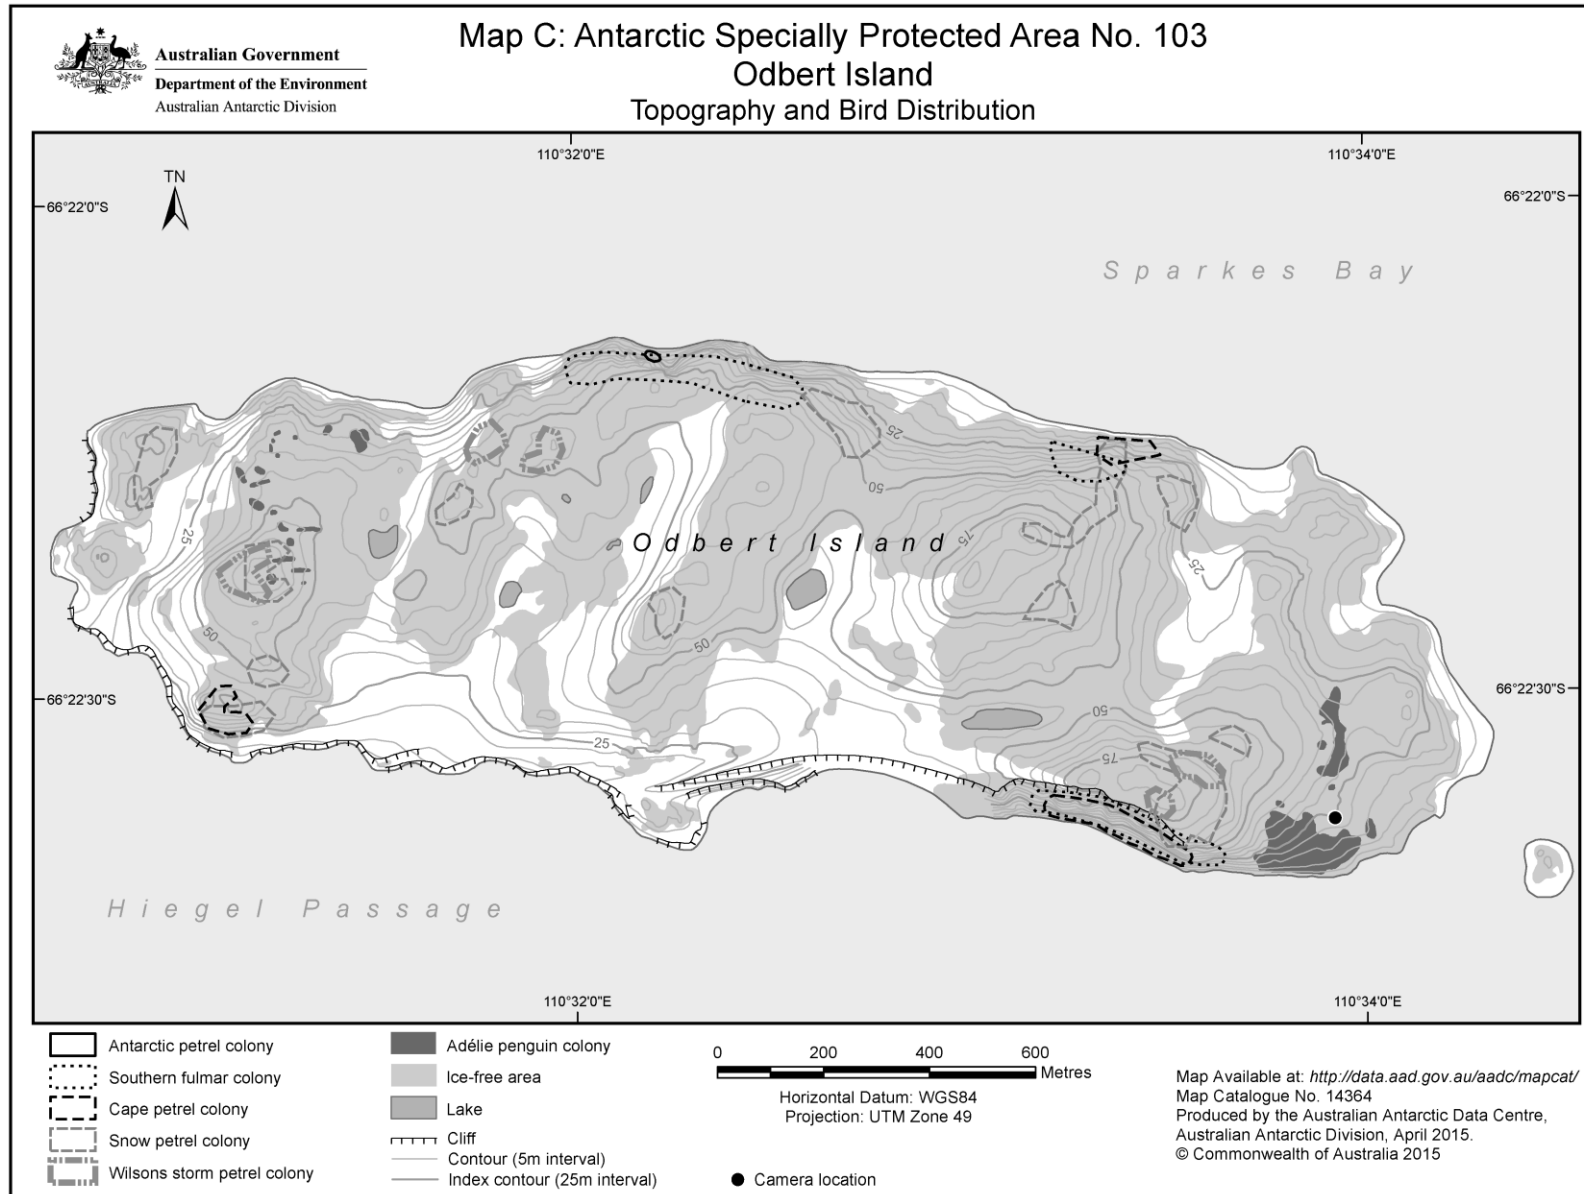 Australian Government
Department of the Environment
Australian Antarctic Division
Map C: Antarctic Specially Protected Area No. 103
Odbert Island
Topography and Bird Distribution
110°32'0"E
110°34'0"E
TN
66°22'0"S
66°22'0"S
Sparkes Bay
25
50
25
Odbert Island
75
25
50
50
66°22'30"S
66°22'30"S
50
25
75
Hiegel Passage
110°32'0"E
110°34'0"E
Antarctic petrel colony
Southern fulmar colony
Cape petrel colony
Snow petrel colony
Wilsons storm petrel colony
Adélie penguin colony
Ice-free area
Lake
Cliff
Contour (5m interval)
Index contour (25m interval)
0 200 400 600
Metres
Horizontal Datum: WGS84
Projection: UTM Zone 49
Camera location
Map Available at: http://data.aad.gov.au/aadc/mapcat/
Map Catalogue No. 14364
Produced by the Australian Antarctic Data Centre,
Australian Antarctic Division, April 2015.
© Commonwealth of Australia 2015